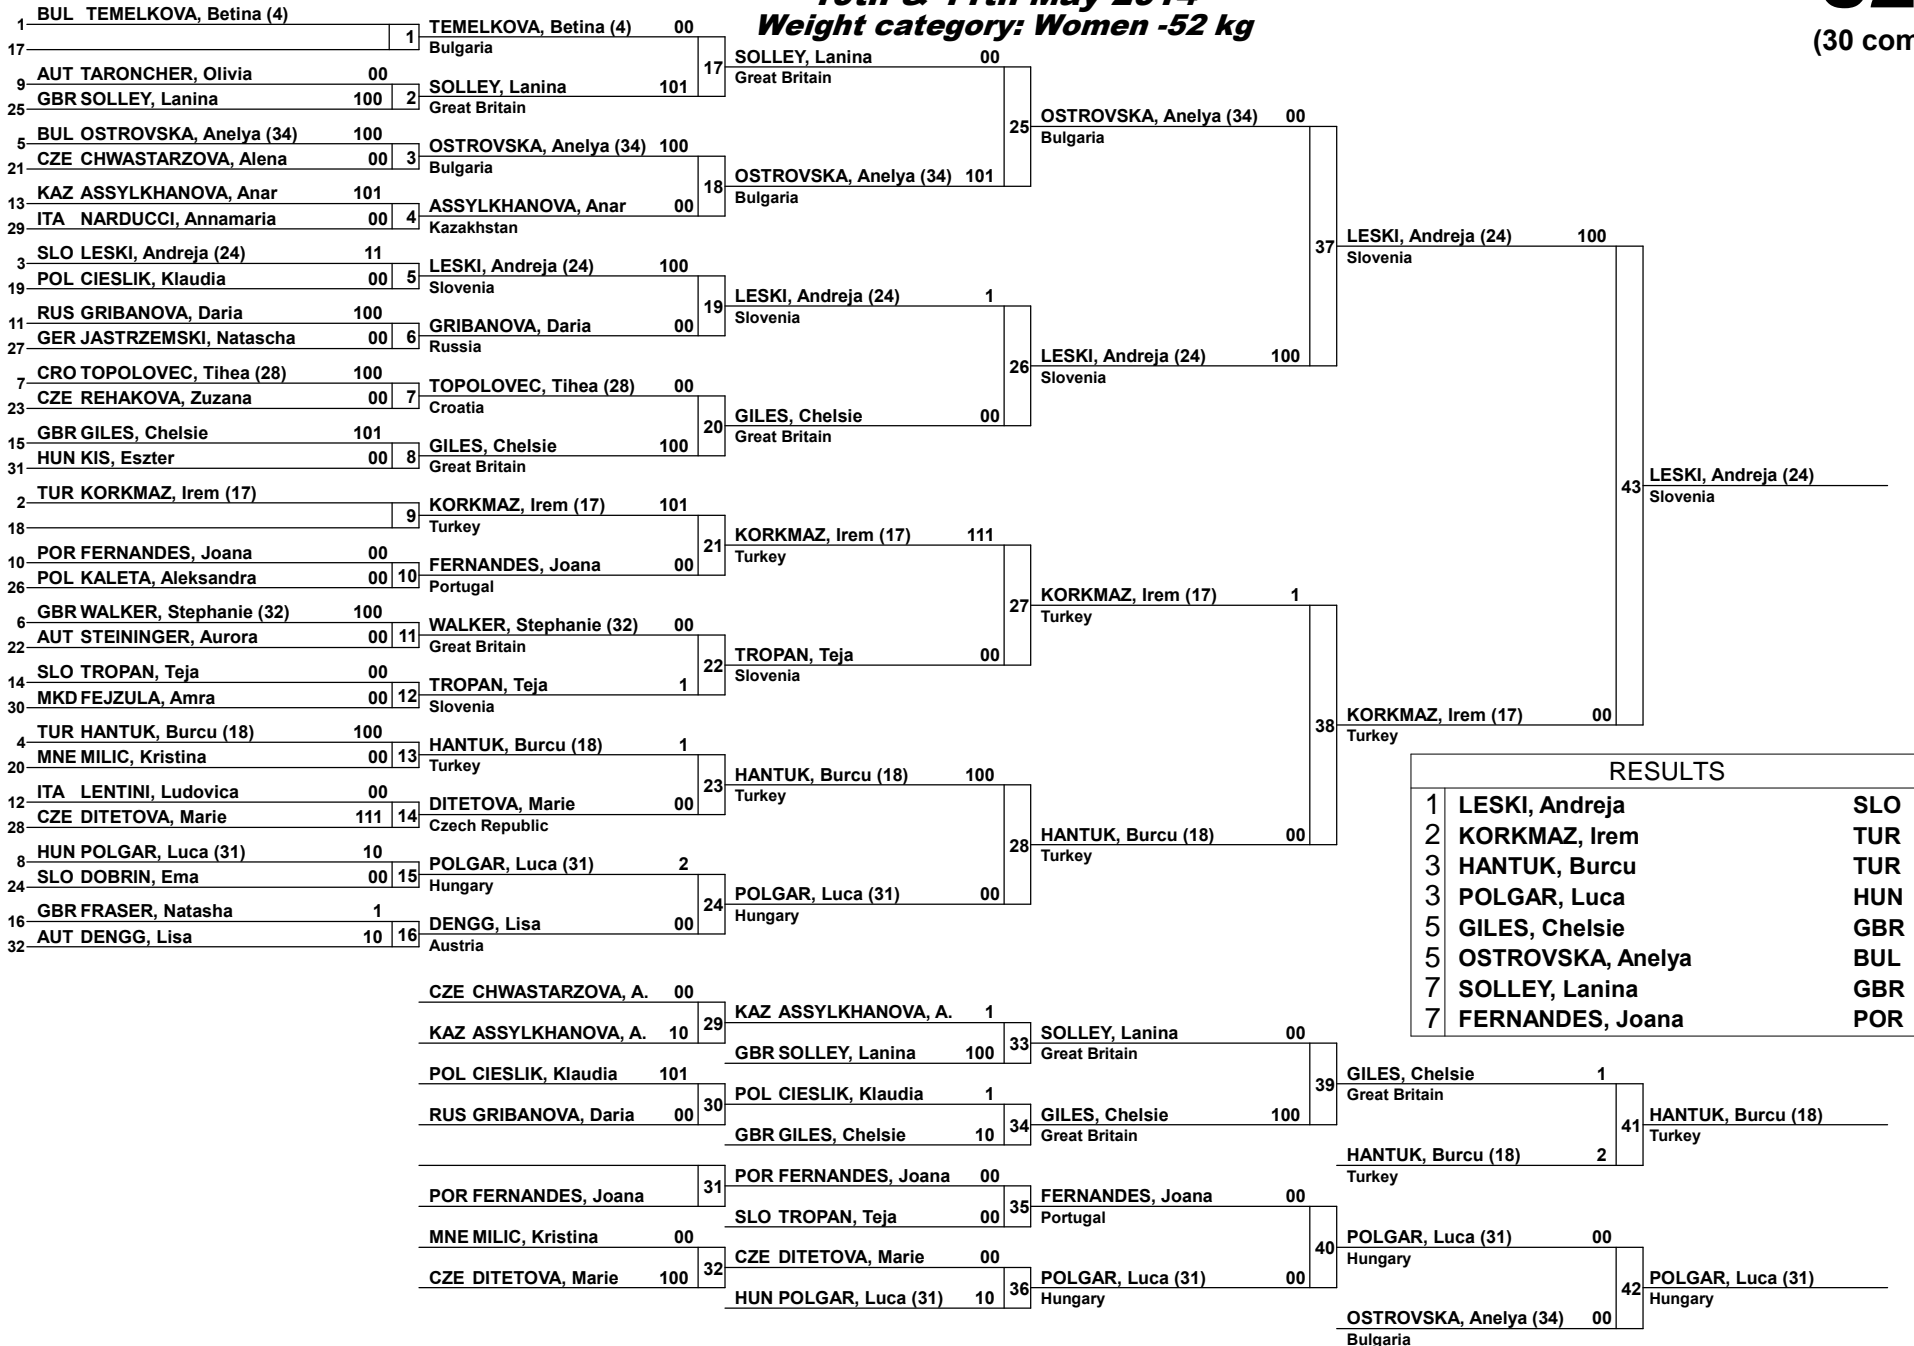 Weight category: Women -52 kg
(30 com
1 BUL TEMELKOVA, Betina (4)
17
1
9 AUT TARONCHER, Olivia 00
25 GBR SOLLEY, Lanina 100
2
5 BUL OSTROVSKA, Anelya (34) 100
21 CZE CHWASTARZOVA, Alena 00
3
13 KAZ ASSYLKHANOVA, Anar 101
29 ITA NARDUCCI, Annamaria 00
4
3 SLO LESKI, Andreja (24) 11
19 POL CIESLIK, Klaudia 00
5
11 RUS GRIBANOVA, Daria 100
27 GER JASTRZEMSKI, Natascha 00
6
7 CRO TOPOLOVEC, Tihea (28) 100
23 CZE REHAKOVA, Zuzana 00
7
15 GBR GILES, Chelsie 101
31 HUN KIS, Eszter 00
8
2 TUR KORKMAZ, Irem (17)
18
9
10 POR FERNANDES, Joana 00
26 POL KALETA, Aleksandra 00
10
6 GBR WALKER, Stephanie (32) 100
22 AUT STEININGER, Aurora 00
11
14 SLO TROPAN, Teja 00
30 MKD FEJZULA, Amra 00
12
4 TUR HANTUK, Burcu (18) 100
20 MNE MILIC, Kristina 00
13
12 ITA LENTINI, Ludovica 00
28 CZE DITETOVA, Marie 111
14
8 HUN POLGAR, Luca (31) 10
24 SLO DOBRIN, Ema 00
15
16 GBR FRASER, Natasha 1
32 AUT DENGG, Lisa 10
16
TEMELKOVA, Betina (4) 00
Bulgaria
17
SOLLEY, Lanina 101
Great Britain
OSTROVSKA, Anelya (34) 100
Bulgaria
18
ASSYLKHANOVA, Anar 00
Kazakhstan
LESKI, Andreja (24) 100
Slovenia
19
GRIBANOVA, Daria 00
Russia
TOPOLOVEC, Tihea (28) 00
Croatia
20
GILES, Chelsie 100
Great Britain
KORKMAZ, Irem (17) 101
Turkey
21
FERNANDES, Joana 00
Portugal
WALKER, Stephanie (32) 00
Great Britain
22
TROPAN, Teja 1
Slovenia
HANTUK, Burcu (18) 1
Turkey
23
DITETOVA, Marie 00
Czech Republic
POLGAR, Luca (31) 2
Hungary
24
DENGG, Lisa 00
Austria
SOLLEY, Lanina 00
Great Britain
25
OSTROVSKA, Anelya (34) 101
Bulgaria
LESKI, Andreja (24) 1
Slovenia
26
GILES, Chelsie 00
Great Britain
KORKMAZ, Irem (17) 111
Turkey
27
TROPAN, Teja 00
Slovenia
HANTUK, Burcu (18) 100
Turkey
28
POLGAR, Luca (31) 00
Hungary
OSTROVSKA, Anelya (34) 00
Bulgaria
37
LESKI, Andreja (24) 100
Slovenia
KORKMAZ, Irem (17) 1
Turkey
38
HANTUK, Burcu (18) 00
Turkey
LESKI, Andreja (24) 100
Slovenia
43
KORKMAZ, Irem (17) 00
Turkey
LESKI, Andreja (24)
Slovenia
RESULTS
1 LESKI, Andreja SLO
2 KORKMAZ, Irem TUR
3 HANTUK, Burcu TUR
3 POLGAR, Luca HUN
5 GILES, Chelsie GBR
5 OSTROVSKA, Anelya BUL
7 SOLLEY, Lanina GBR
7 FERNANDES, Joana POR
CZE CHWASTARZOVA, A. 00
29
KAZ ASSYLKHANOVA, A. 10
POL CIESLIK, Klaudia 101
30
RUS GRIBANOVA, Daria 00
31
POR FERNANDES, Joana
MNE MILIC, Kristina 00
32
CZE DITETOVA, Marie 100
KAZ ASSYLKHANOVA, A. 1
33
GBR SOLLEY, Lanina 100
POL CIESLIK, Klaudia 1
34
GBR GILES, Chelsie 10
POR FERNANDES, Joana 00
35
SLO TROPAN, Teja 00
CZE DITETOVA, Marie 00
36
HUN POLGAR, Luca (31) 10
SOLLEY, Lanina 00
Great Britain
39
GILES, Chelsie 100
Great Britain
FERNANDES, Joana 00
Portugal
40
POLGAR, Luca (31) 00
Hungary
GILES, Chelsie 1
Great Britain
41
HANTUK, Burcu (18) 2
Turkey
POLGAR, Luca (31) 00
Hungary
42
OSTROVSKA, Anelya (34) 00
Bulgaria
HANTUK, Burcu (18)
Turkey
POLGAR, Luca (31)
Hungary